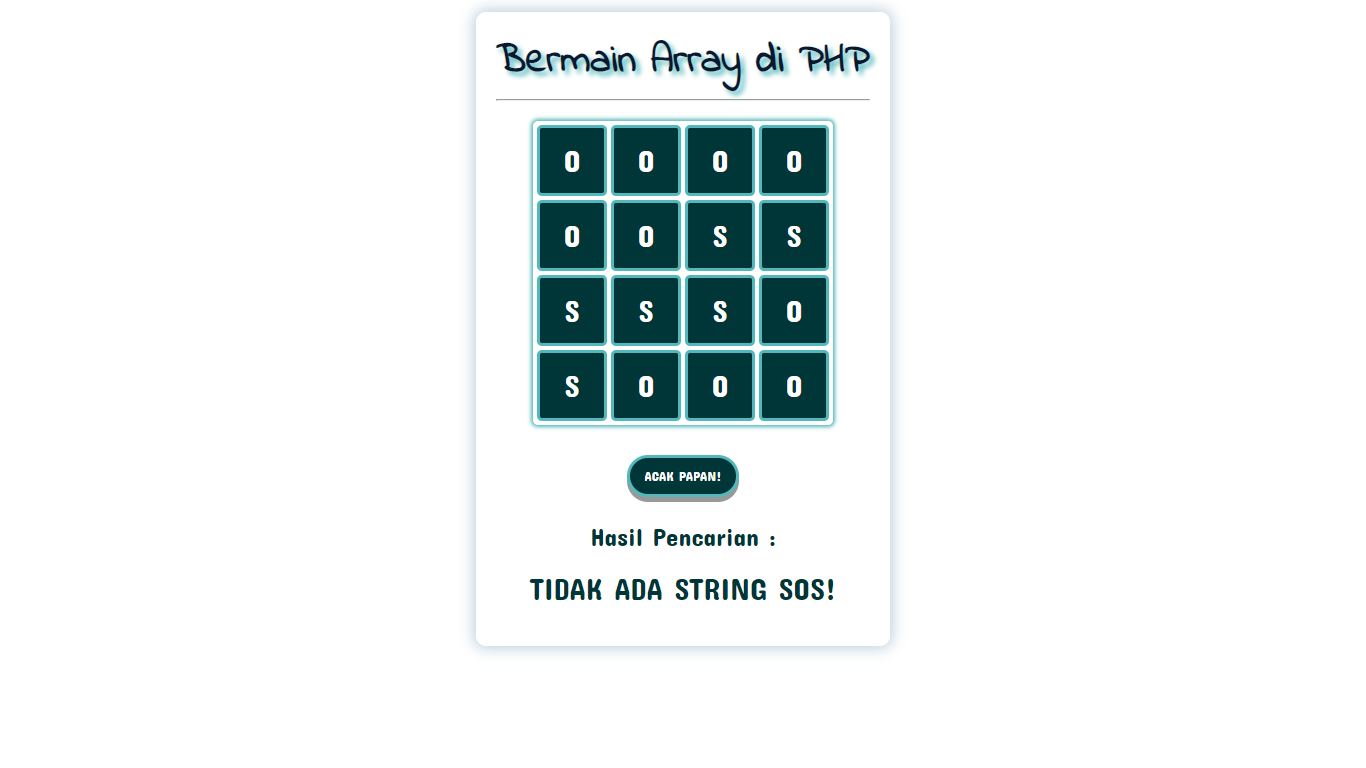 Bermain Array di PHP
O O O O
O O S S
S S S O
S O O O
ACAK PAPAN!
Hasil Pencarian :
TIDAK ADA STRING SOS!